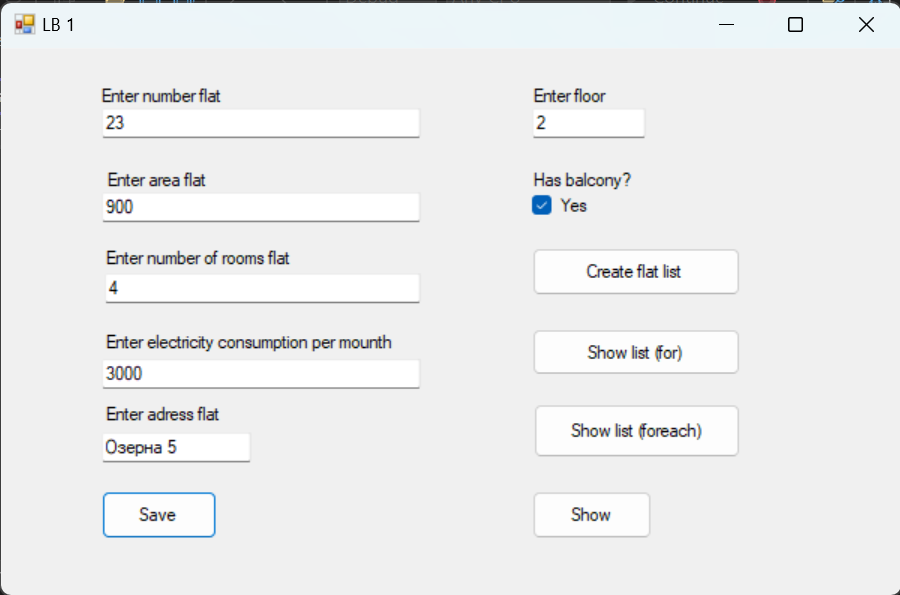 LB 1
Enter number flat
23
Enter area flat
900
Enter number of rooms flat
4
Enter electricity consumption per mounth
3000
Enter adress flat
Озерна 5
Save
Enter floor
2
Has balcony?
Yes
Create flat list
Show list (for)
Show list (foreach)
Show